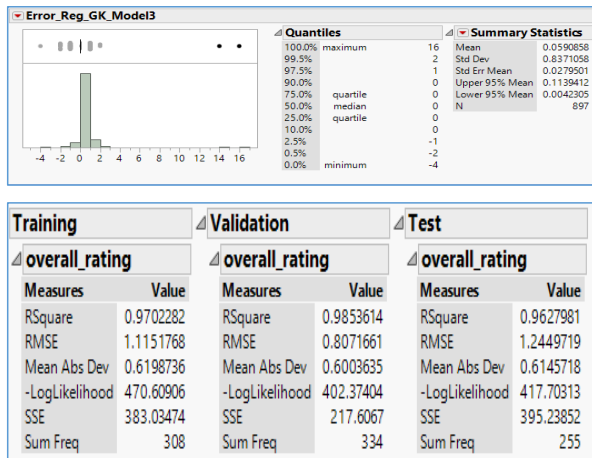 Error_Reg_GK_Model3
-4 -2 0 2 4 6 8 10 12 14 16
Quantiles
100.0% maximum 16
99.5% 2
97.5% 1
90.0% 0
75.0% quartile 0
50.0% median 0
25.0% quartile 0
10.0% 0
2.5% -1
0.5% -2
0.0% minimum -4
Summary Statistics
Mean 0.0590858
Std Dev 0.8371058
Std Err Mean 0.0279501
Upper 95% Mean 0.1139412
Lower 95% Mean 0.0042305
N 897
Training
overall_rating
Measures Value
RSquare 0.9702282
RMSE 1.1151768
Mean Abs Dev 0.6198736
-LogLikelihood 470.60906
SSE 383.03474
Sum Freq 308
Validation
overall_rating
Measures Value
RSquare 0.9853614
RMSE 0.8071661
Mean Abs Dev 0.6003635
-LogLikelihood 402.37404
SSE 217.6067
Sum Freq 334
Test
overall_rating
Measures Value
RSquare 0.9627981
RMSE 1.2449719
Mean Abs Dev 0.6145718
-LogLikelihood 417.70313
SSE 395.23852
Sum Freq 255